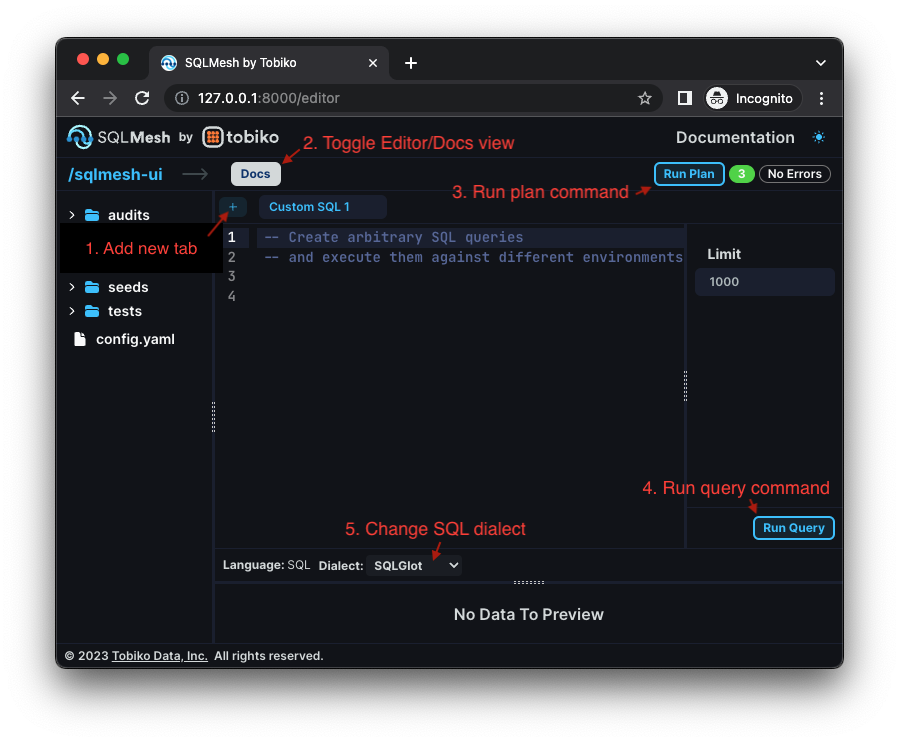 SQLMesh by Tobiko
127.0.0.1:8000/editor
Incognito
SQLMesh by tobiko
Documentation
2. Toggle Editor/Docs view
/sqlmesh-ui
Docs
Run Plan
3
No Errors
3. Run plan command
audits
+
Custom SQL 1
1. Add new tab
seeds
tests
config.yaml
1 -- Create arbitrary SQL queries
2 -- and execute them against different environments
3
4
Limit
1000
4. Run query command
Run Query
5. Change SQL dialect
Language: SQL Dialect: SQLGlot
No Data To Preview
© 2023 Tobiko Data, Inc. All rights reserved.